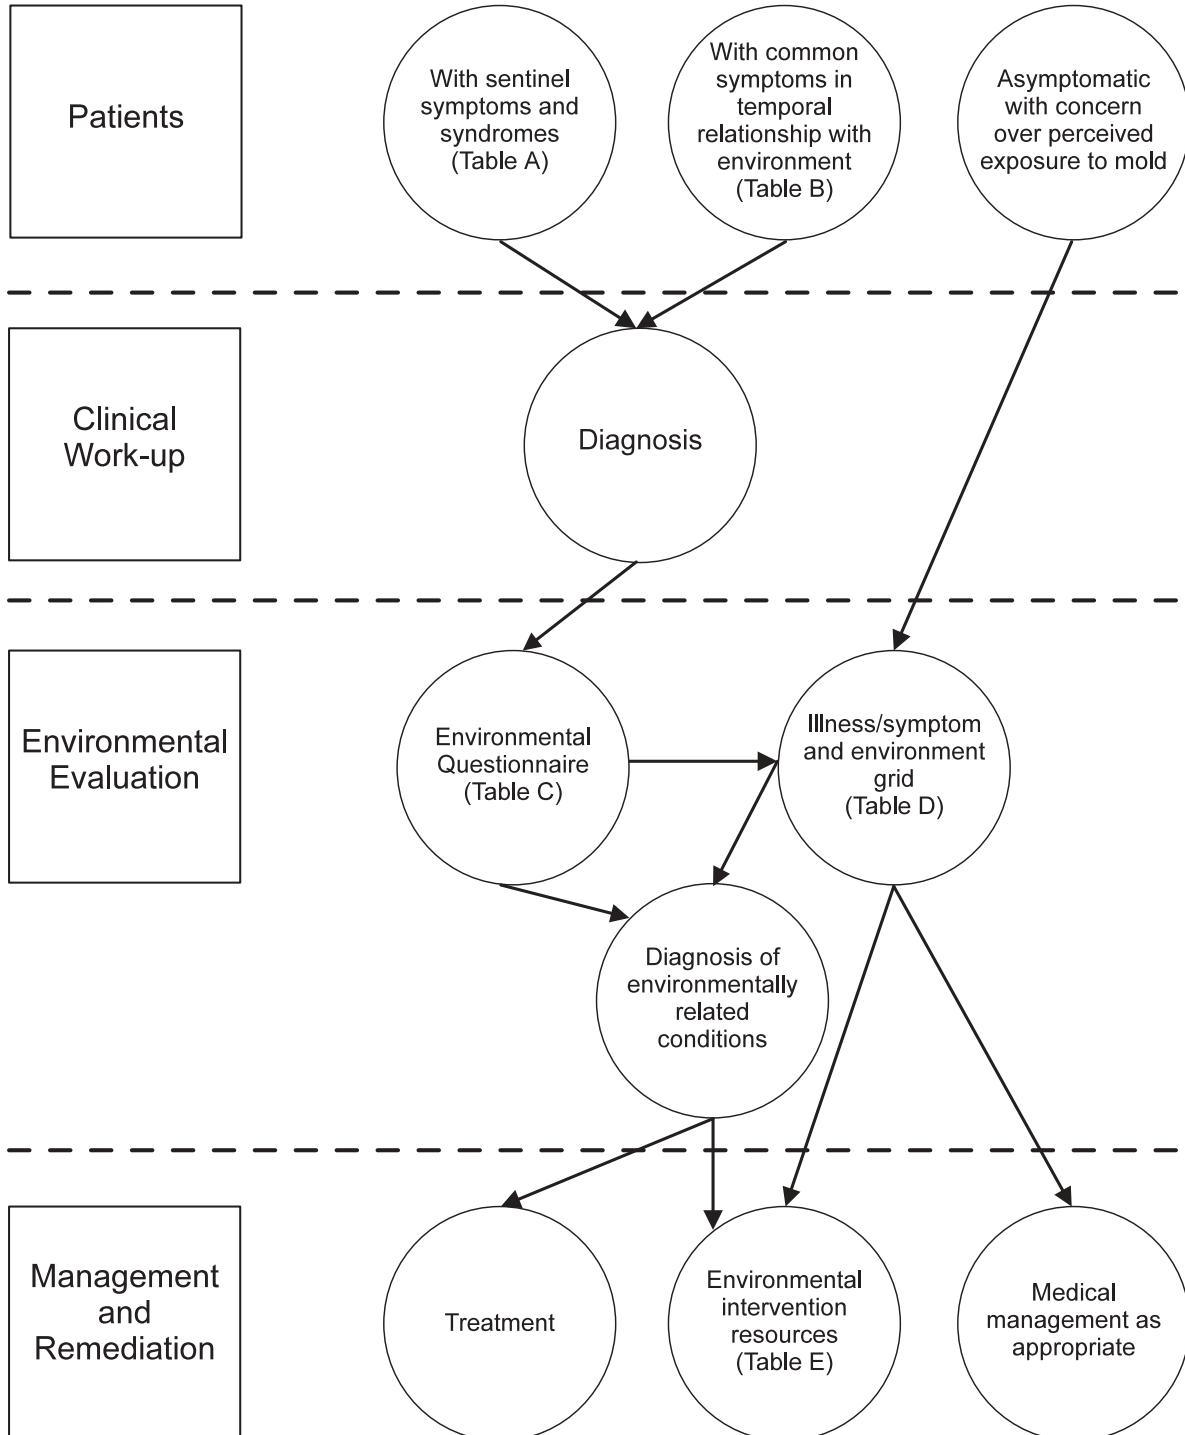 Patients
With sentinel
symptoms and
syndromes
(Table A)
With common
symptoms in
temporal
relationship with
environment
(Table B)
Asymptomatic
with concern
over perceived
exposure to mold
Clinical
Work-up
Diagnosis
Environmental
Evaluation
Environmental
Questionnaire
(Table C)
Illness/symptom
and environment
grid
(Table D)
Diagnosis of
environmentally
related
conditions
Management
and
Remediation
Treatment
Environmental
intervention
resources
(Table E)
Medical
management as
appropriate